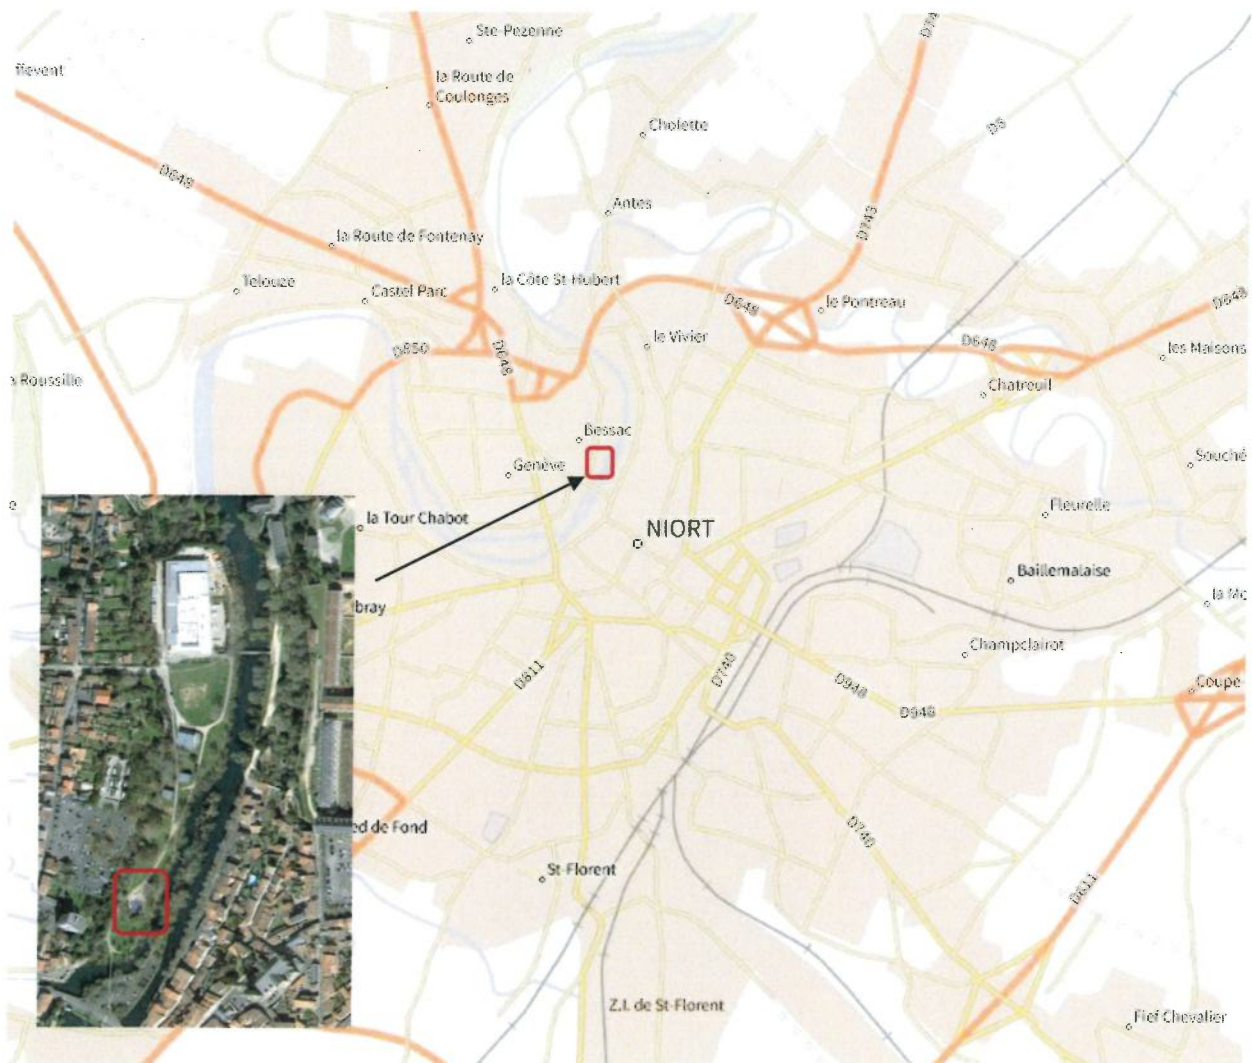 Ste-Pezenne
la Route de
Coulonges
Cholette
D5
D648
Antes
D743
la Route de Fontenay
Telouze
Castel Parc
la Côte St-Hubert
D648
le Pontreau
D648
le Vivier
D850
D648
D648
les Maisons
Roussille
Chatreuil
Bessac
Genève
Souché
la Tour Chabot
NIORT
Fleurelle
Baillemalaise
bray
Champclairot
D811
D740
D948
D948
Coupe
ed de Fond
D740
St-Florent
D611
Z.I. de St-Florent
Fief Chevalier